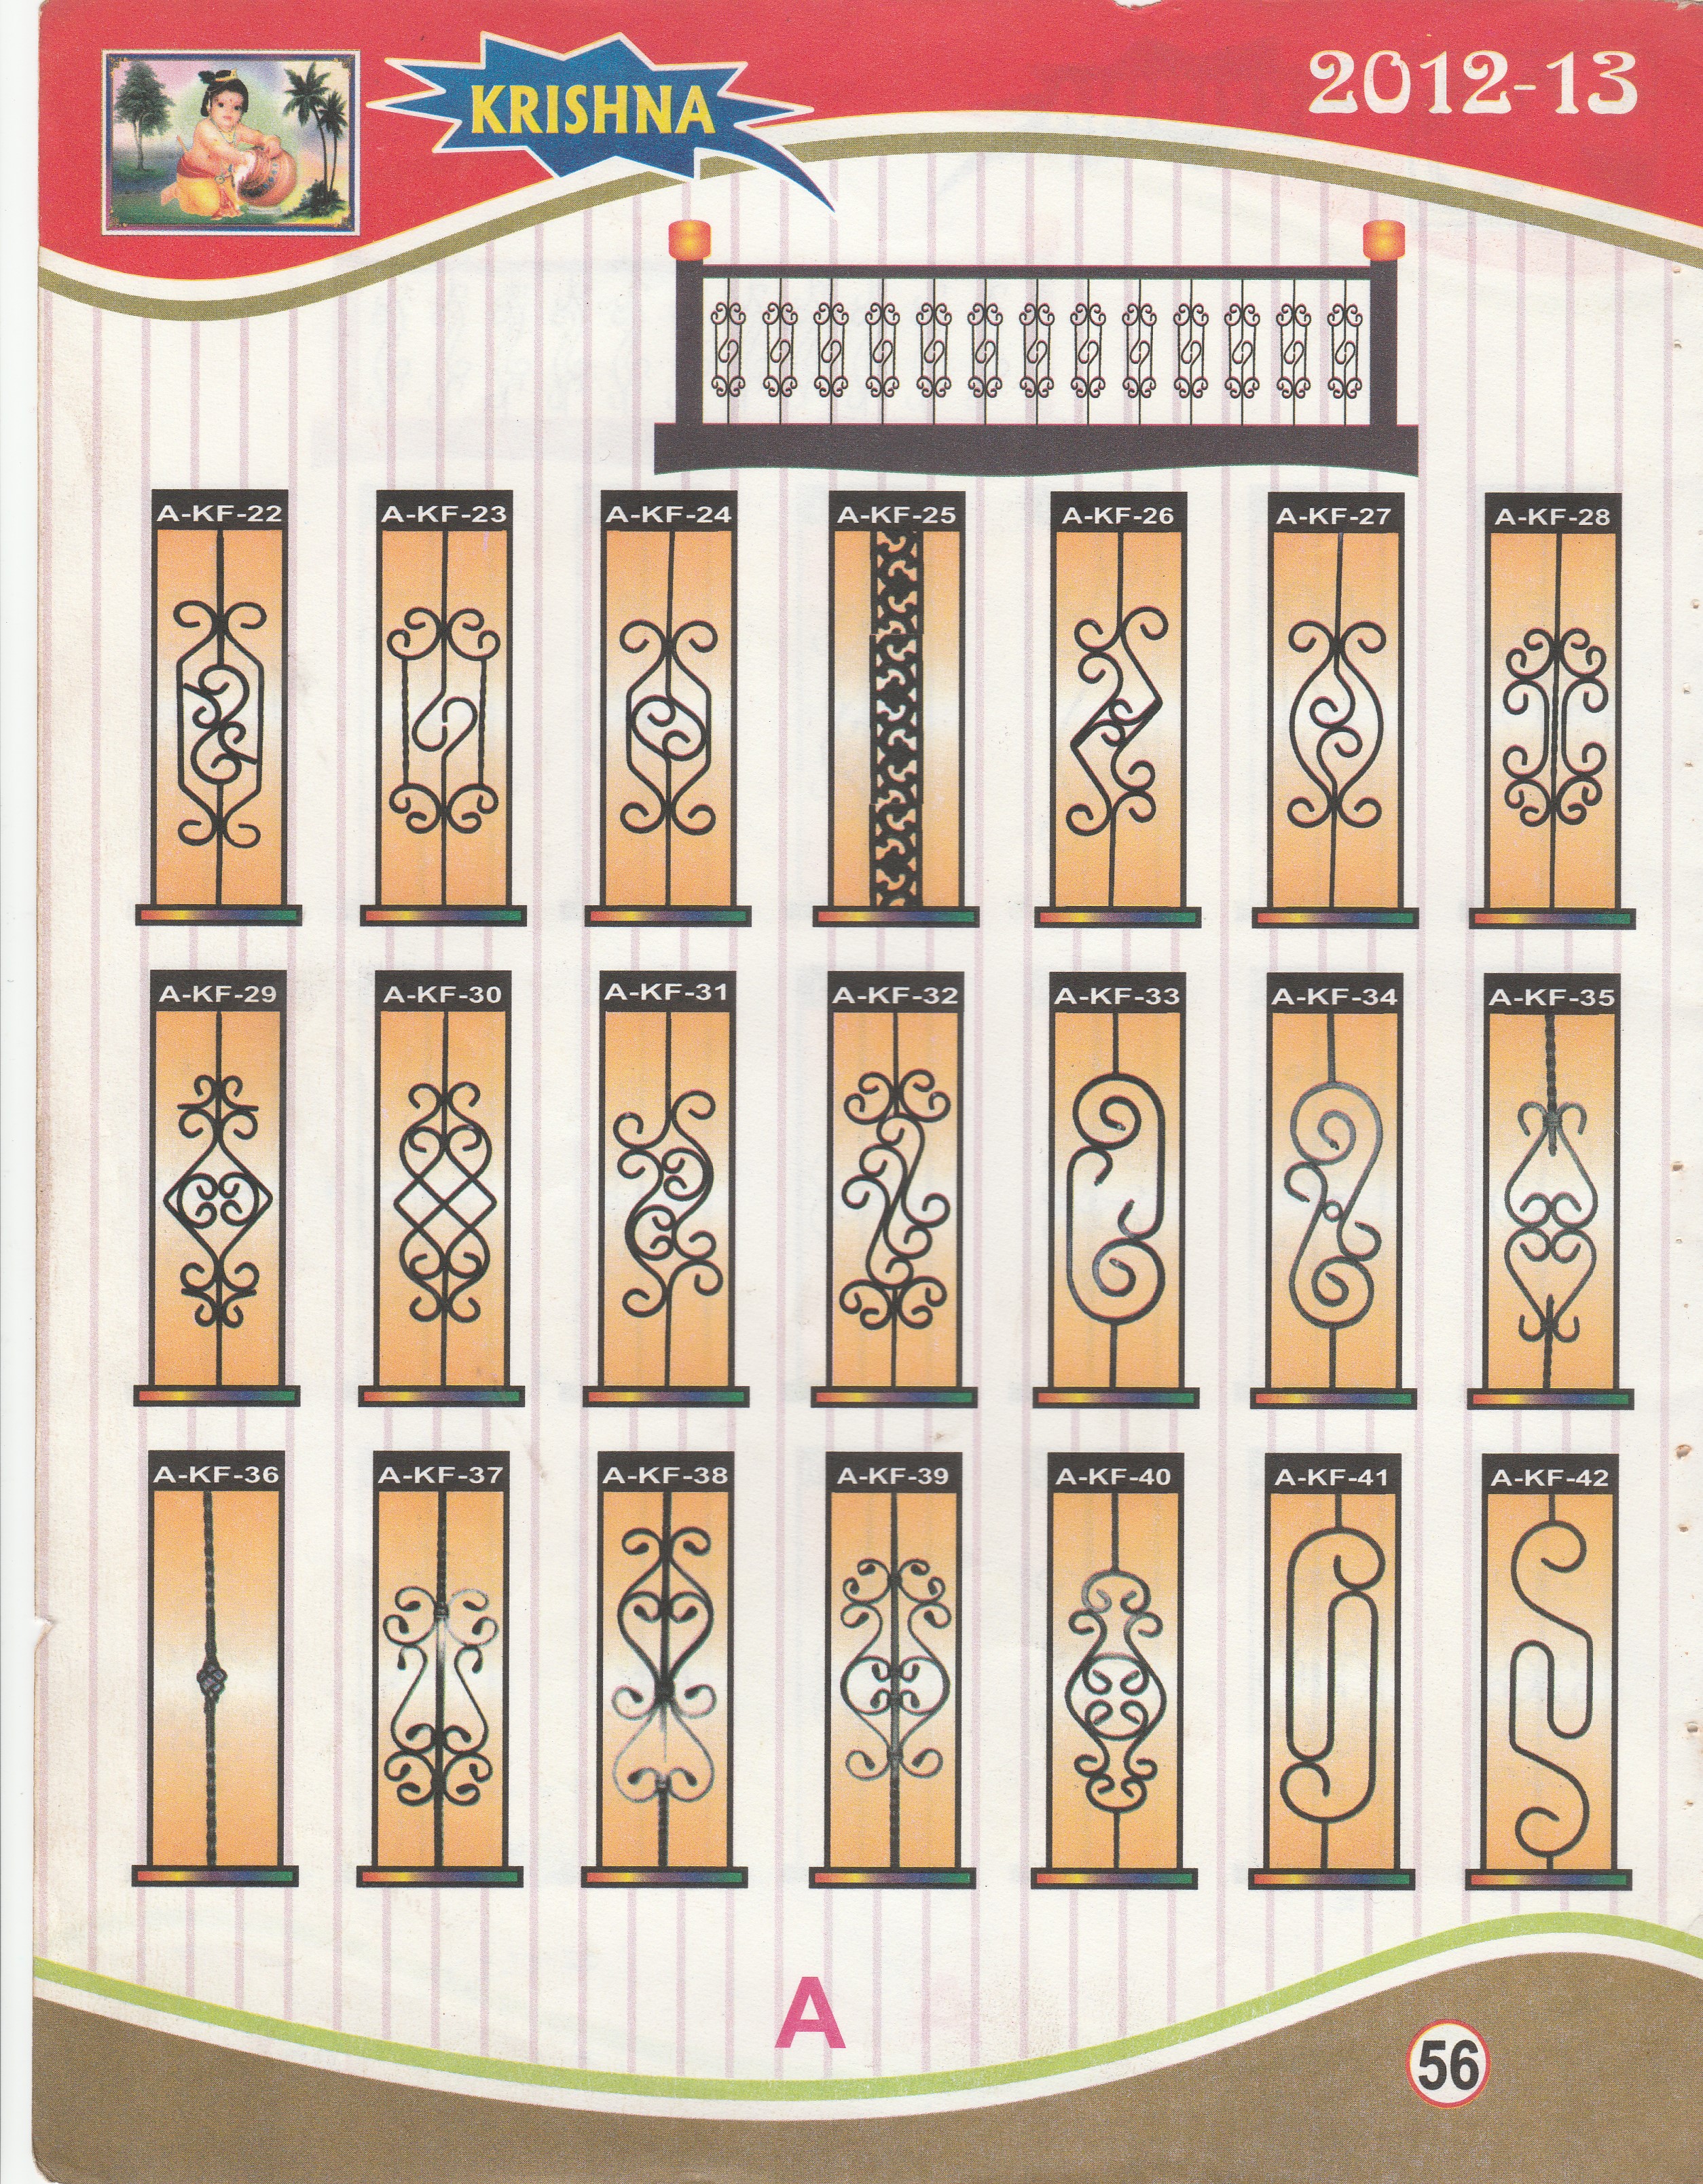 KRISHNA
2012-13
A-KF-22 A-KF-23 A-KF-24 A-KF-25 A-KF-26 A-KF-27 A-KF-28
A-KF-29 A-KF-30 A-KF-31 A-KF-32 A-KF-33 A-KF-34 A-KF-35
A-KF-36 A-KF-37 A-KF-38 A-KF-39 A-KF-40 A-KF-41 A-KF-42
A
56